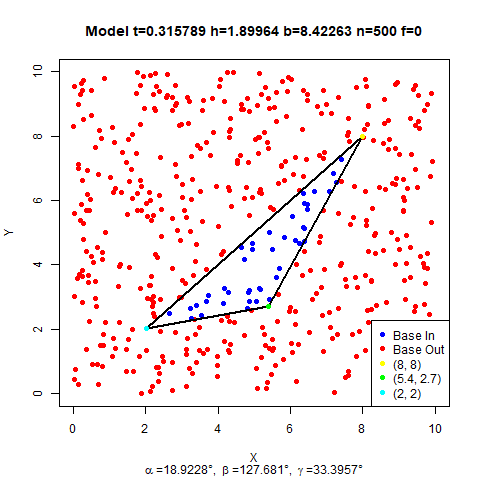 Model t=0.315789 h=1.89964 b=8.42263 n=500 f=0
10
8
6
4
2
0
Y
Base In
Base Out
(8, 8)
(5.4, 2.7)
(2, 2)
0 2 4 6 8 10
X
α=18.9228°, β=127.681°, γ=33.3957°